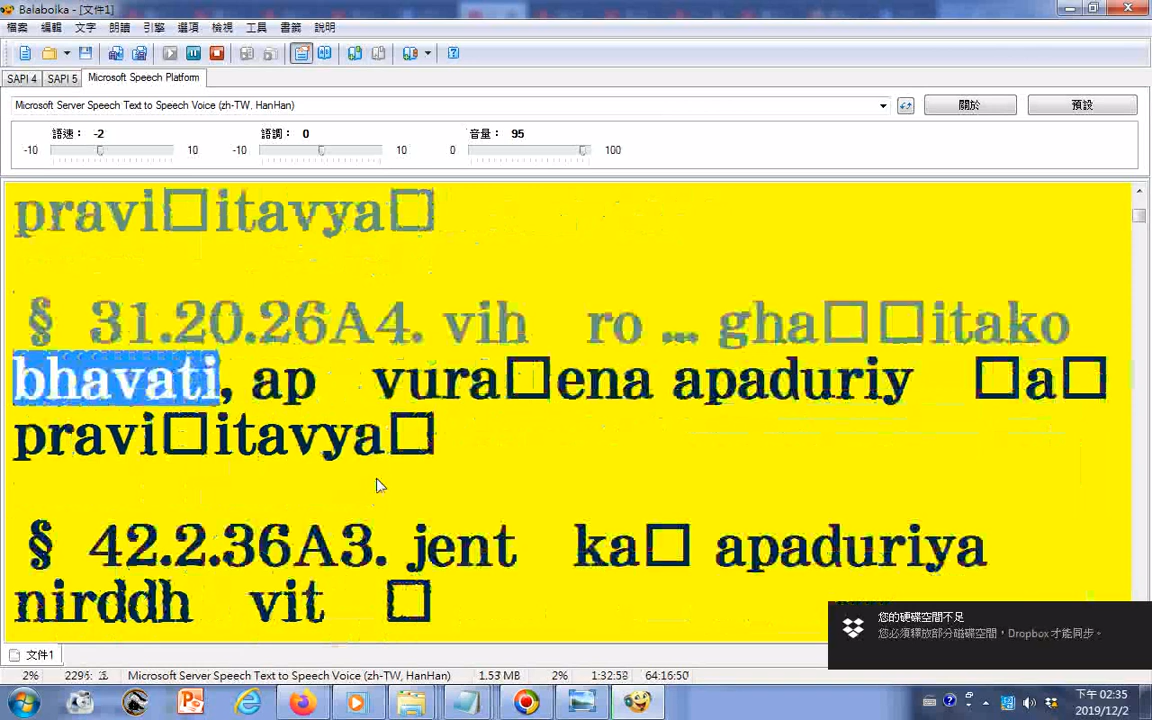 Balabolka - [文件1]
檔案 編輯 文字 朗讀 引擎 選項 檢視 工具 書籤 說明
SAPI 4 SAPI 5 Microsoft Speech Platform
Microsoft Server Speech Text to Speech Voice (zh-TW, HanHan) 關於 預設
語速： -2 語調： 0 音量： 95
-10 10 -10 10 0 100
pravi□itavya□
§ 31.20.26A4. vih ro ... gha□□itako
bhavati, ap vura□ena apaduriy □a□
pravi□itavya□
§ 42.2.36A3. jent ka□ apaduriya
nirddh vit □
您的硬碟空間不足
您必須釋放部分磁碟空間，Dropbox 才能同步。
文件1
2% 2296: Microsoft Server Speech Text to Speech Voice (zh-TW, HanHan) 1.53 MB 2% 1:32:58 64:16:50
下午 02:35
2019/12/2